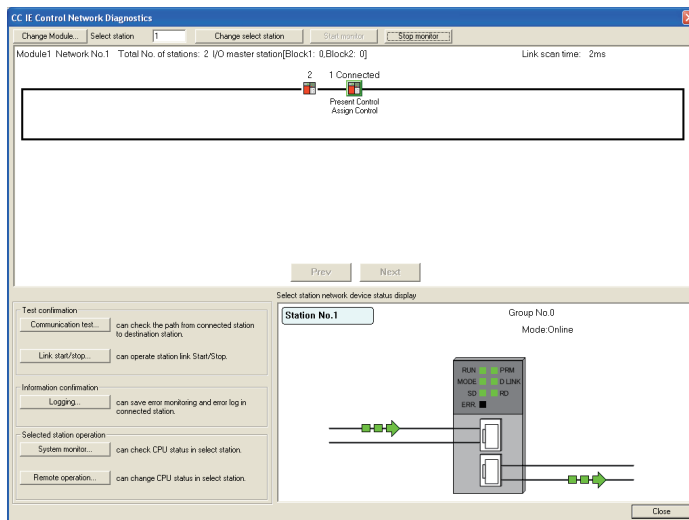 CC IE Control Network Diagnostics
Change Module... Select station 1 Change select station Start monitor Stop monitor
Module1 Network No.1 Total No. of stations: 2 I/O master station[Block1: 0,Block2: 0] Link scan time: 2ms
2 1 Connected
Present Control
Assign Control
Prev Next
Select station network device status display
Test confimation
Communication test... can check the path from connected station
to destination station.
Link start/stop... can operate station link Start/Stop.
Information confirmation
Logging... can save error monitoring and error log in
connected station.
Selected station operation
System monitor... can check CPU status in select station.
Remote operation... can change CPU status in select station.
Station No.1 Group No.0
Mode:Online
RUN PRM
MODE D LINK
SD RD
ERR.
Close